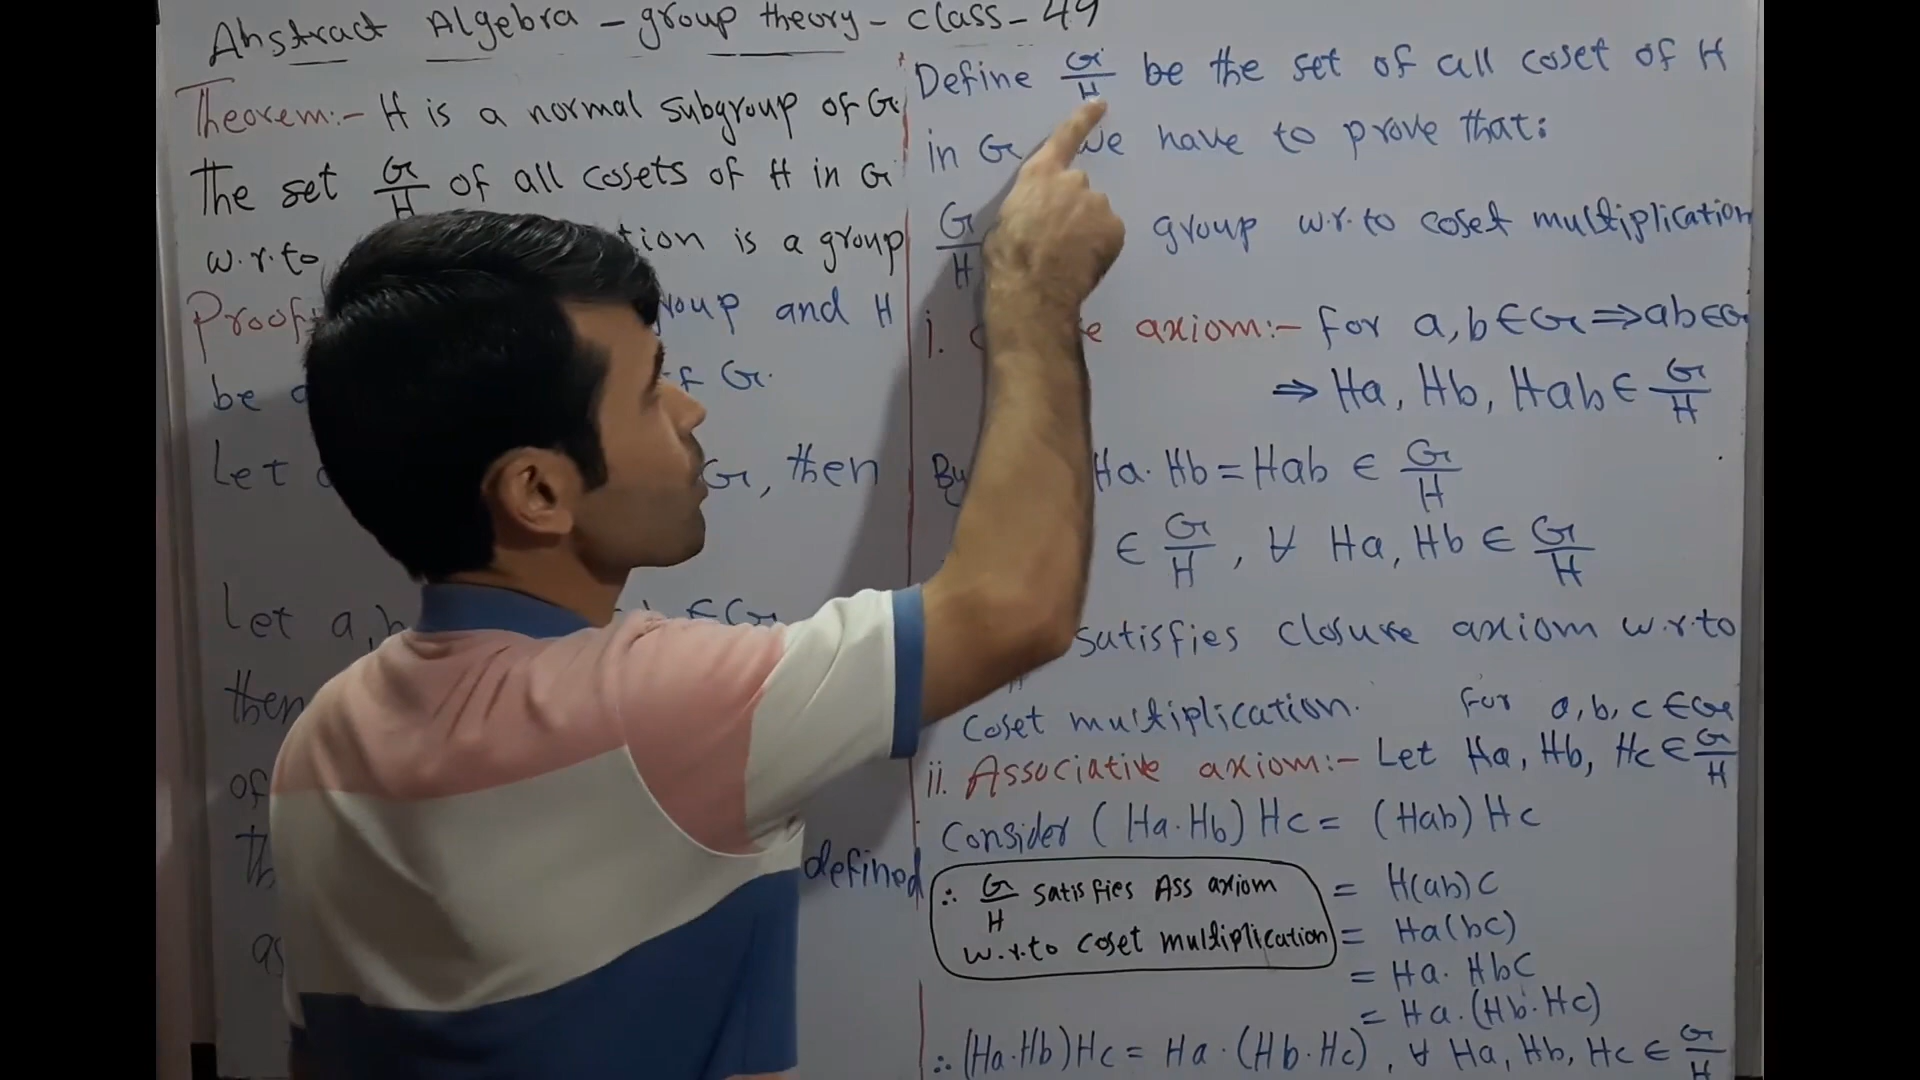 Abstract Algebra - group theory - class - 49
Theorem:- H is a normal subgroup of G
The set G/H of all cosets of H in G
w.r.to tion is a group
Proof:- roup and H
be of G.
Let G, then
Let a, b ∈ G
then
of
defined
as
Define G/H be the set of all coset of H
in G we have to prove that:
G/H group w.r.to coset multiplication
i. axiom:- for a, b ∈ G ⇒ ab ∈ G
⇒ Ha, Hb, Hab ∈ G/H
By Ha · Hb = Hab ∈ G/H
∈ G/H, ∀ Ha, Hb ∈ G/H
satisfies closure axiom w.r.to
coset multiplication. For a, b, c ∈ G
ii. Associative axiom:- Let Ha, Hb, Hc ∈ G/H
Consider (Ha·Hb) Hc = (Hab) Hc
= H(ab)c
= Ha(bc)
= Ha· Hbc
= Ha·(Hb·Hc)
∴ G/H satisfies Ass axiom
w.r.to coset multiplication
∴ (Ha·Hb)Hc = Ha·(Hb·Hc), ∀ Ha, Hb, Hc ∈ G/H